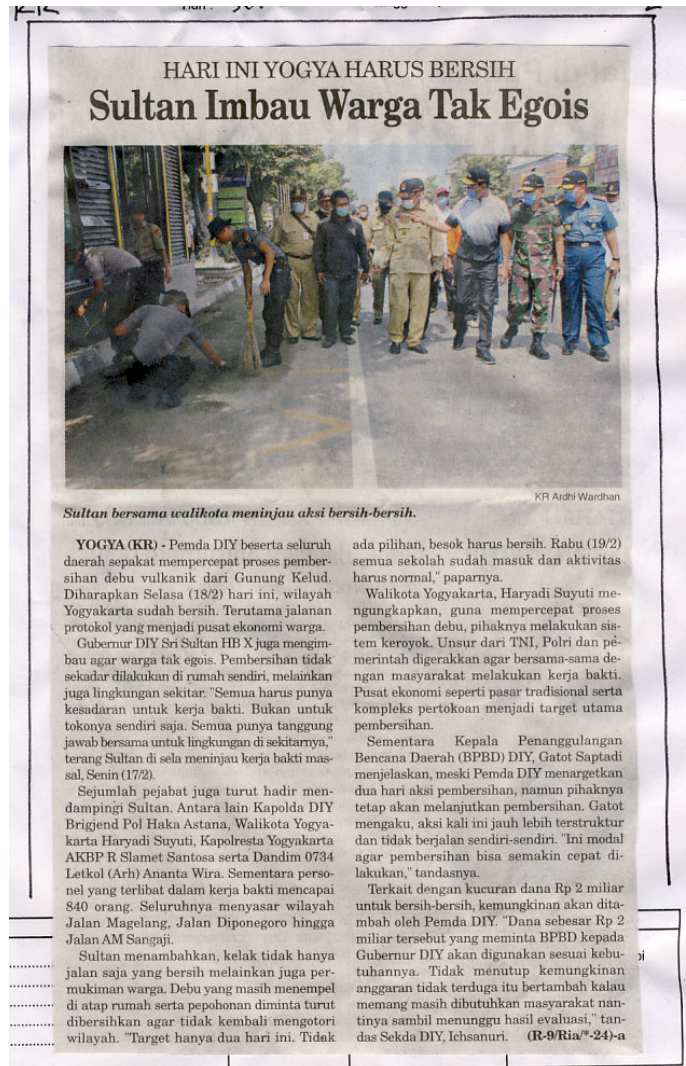 KR
HARI INI YOGYA HARUS BERSIH
Sultan Imbau Warga Tak Egois
KR Ardhi Wardhan
Sultan bersama walikota meninjau aksi bersih-bersih.
YOGYA (KR) - Pemda DIY beserta seluruh
daerah sepakat mempercepat proses pember-
sihan debu vulkanik dari Gunung Kelud.
Diharapkan Selasa (18/2) hari ini, wilayah
Yogyakarta sudah bersih. Terutama jalanan
protokol yang menjadi pusat ekonomi warga.
Gubernur DIY Sri Sultan HB X juga mengim-
bau agar warga tak egois. Pembersihan tidak
sekadar dilakukan di rumah sendiri, melainkan
juga lingkungan sekitar. "Semua harus punya
kesadaran untuk kerja bakti. Bukan untuk
tokonya sendiri saja. Semua punya tanggung
jawab bersama untuk lingkungan di sekitarnya,"
terang Sultan di sela meninjau kerja bakti mas-
sal, Senin (17/2).
Sejumlah pejabat juga turut hadir men-
dampingi Sultan. Antara lain Kapolda DIY
Brigjend Pol Haka Astana, Walikota Yogya-
karta Haryadi Suyuti, Kapolresta Yogyakarta
AKBP R Slamet Santosa serta Dandim 0734
Letkol (Arh) Ananta Wira. Sementara perso-
nel yang terlibat dalam kerja bakti mencapai
840 orang. Seluruhnya menyasar wilayah
Jalan Magelang, Jalan Diponegoro hingga
Jalan AM Sangaji.
Sultan menambahkan, kelak tidak hanya
jalan saja yang bersih melainkan juga per-
mukiman warga. Debu yang masih menempel
di atap rumah serta pepohonan diminta turut
dibersihkan agar tidak kembali mengotori
wilayah. "Target hanya dua hari ini. Tidak
ada pilihan, besok harus bersih. Rabu (19/2)
semua sekolah sudah masuk dan aktivitas
harus normal," paparnya.
Walikota Yogyakarta, Haryadi Suyuti me-
ngungkapkan, guna mempercepat proses
pembersihan debu, pihaknya melakukan sis-
tem keroyok. Unsur dari TNI, Polri dan pe-
merintah digerakkan agar bersama-sama de-
ngan masyarakat melakukan kerja bakti.
Pusat ekonomi seperti pasar tradisional serta
kompleks pertokoan menjadi target utama
pembersihan.
Sementara Kepala Penanggulangan
Bencana Daerah (BPBD) DIY, Gatot Saptadi
menjelaskan, meski Pemda DIY menargetkan
dua hari aksi pembersihan, namun pihaknya
tetap akan melanjutkan pembersihan. Gatot
mengaku, aksi kali ini jauh lebih terstruktur
dan tidak berjalan sendiri-sendiri. "Ini modal
agar pembersihan bisa semakin cepat di-
lakukan," tandasnya.
Terkait dengan kucuran dana Rp 2 miliar
untuk bersih-bersih, kemungkinan akan dita-
mbah oleh Pemda DIY. "Dana sebesar Rp 2
miliar tersebut yang meminta BPBD kepada
Gubernur DIY akan digunakan sesuai kebu-
tuhannya. Tidak menutup kemungkinan
anggaran tidak terduga itu bertambah kalau
memang masih dibutuhkan masyarakat nan-
tinya sambil menunggu hasil evaluasi," tan-
das Sekda DIY, Ichsanuri. (R-9/Ria/*-24)-a